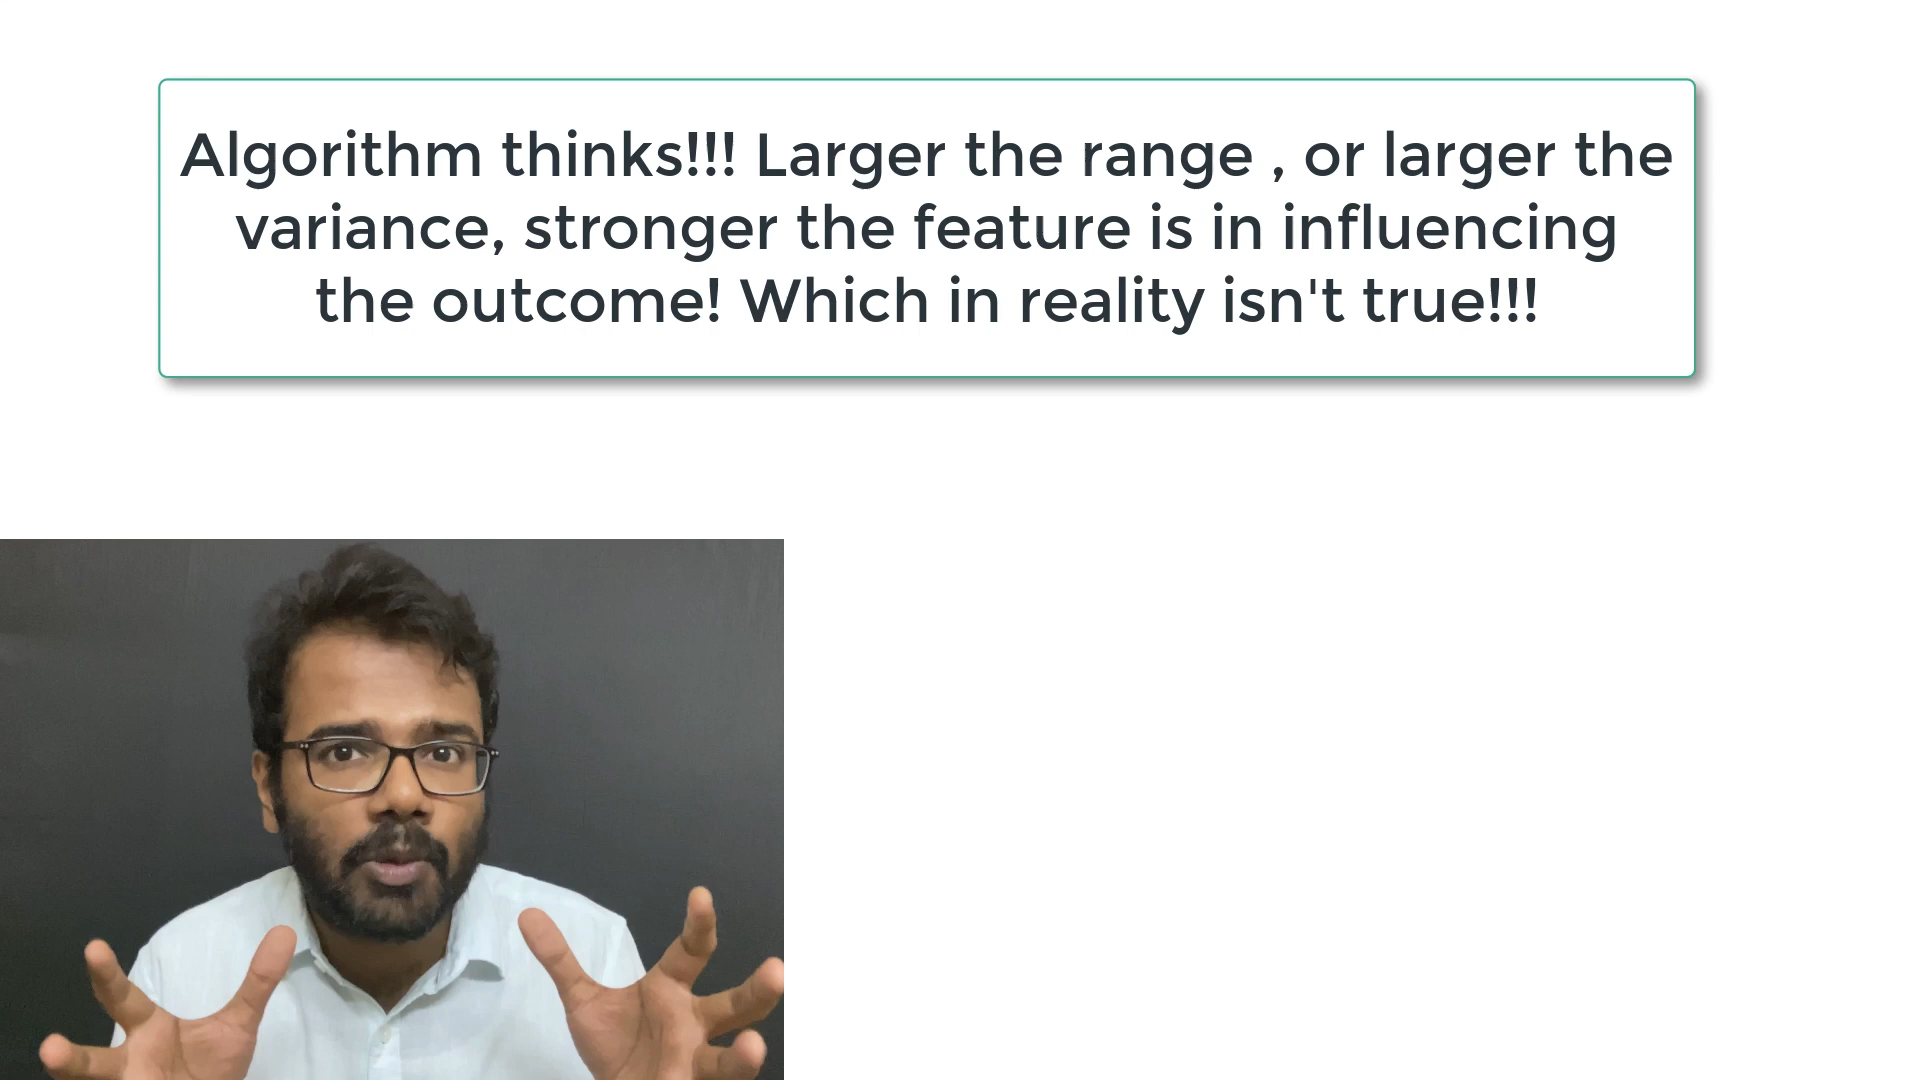 Algorithm thinks!!! Larger the range , or larger the
variance, stronger the feature is in influencing
the outcome! Which in reality isn't true!!!